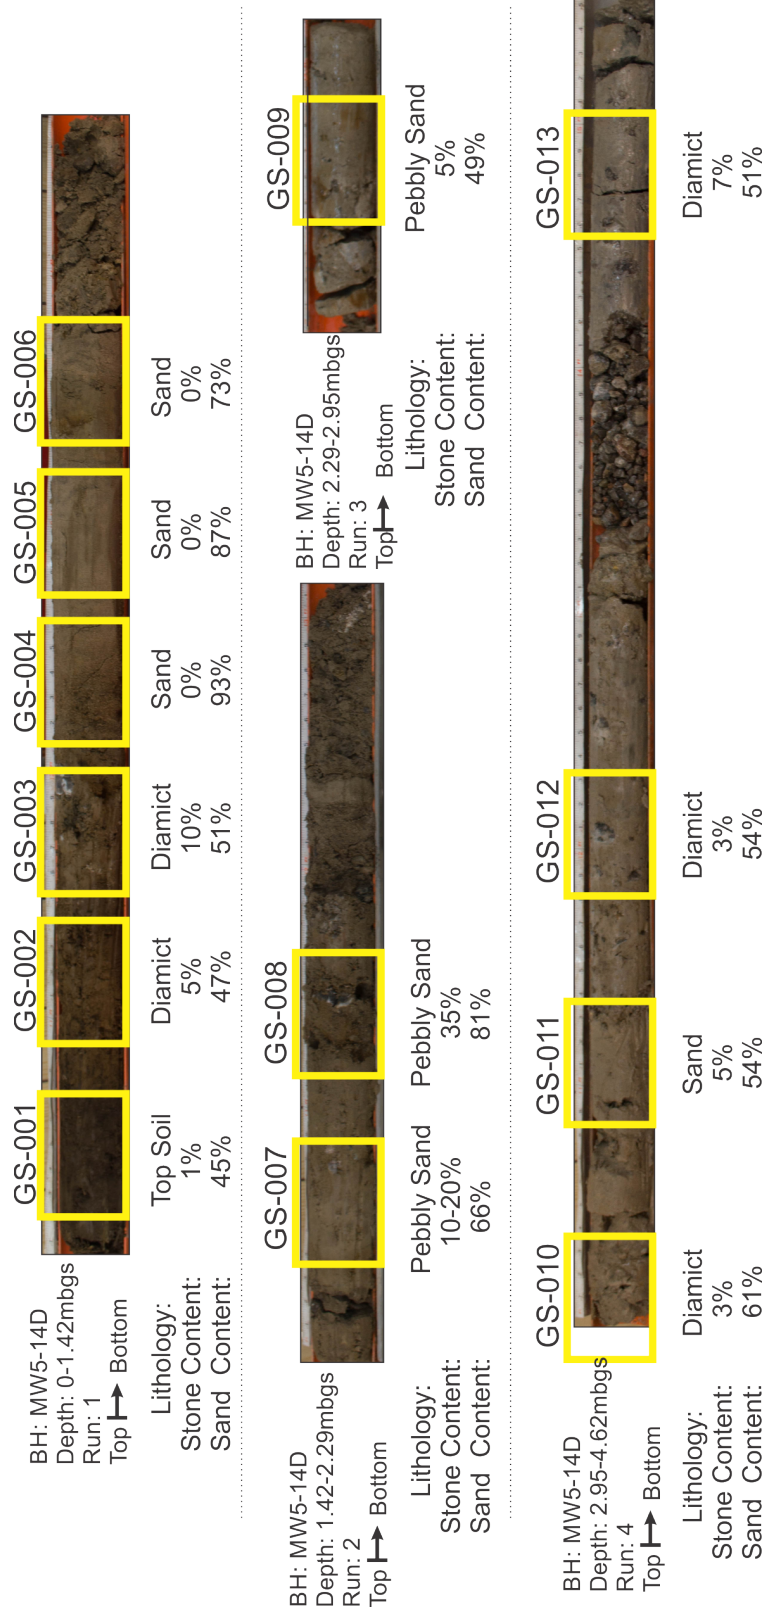 BH: MW5-14D
Depth: 0-1.42mbgs
Run: 1
Top Bottom
GS-001 GS-002 GS-003 GS-004 GS-005 GS-006
Lithology: Top Soil Diamict Diamict Sand Sand Sand
Stone Content: 1% 5% 10% 0% 0% 0%
Sand Content: 45% 47% 51% 93% 87% 73%
BH: MW5-14D
Depth: 1.42-2.29mbgs
Run: 2
Top Bottom
GS-007 GS-008
Lithology: Pebbly Sand Pebbly Sand
Stone Content: 10-20% 35%
Sand Content: 66% 81%
BH: MW5-14D
Depth: 2.29-2.95mbgs
Run: 3
Top Bottom
GS-009
Lithology: Pebbly Sand
Stone Content: 5%
Sand Content: 49%
BH: MW5-14D
Depth: 2.95-4.62mbgs
Run: 4
Top Bottom
GS-010 GS-011 GS-012 GS-013
Lithology: Diamict Sand Diamict Diamict
Stone Content: 3% 5% 3% 7%
Sand Content: 61% 54% 54% 51%